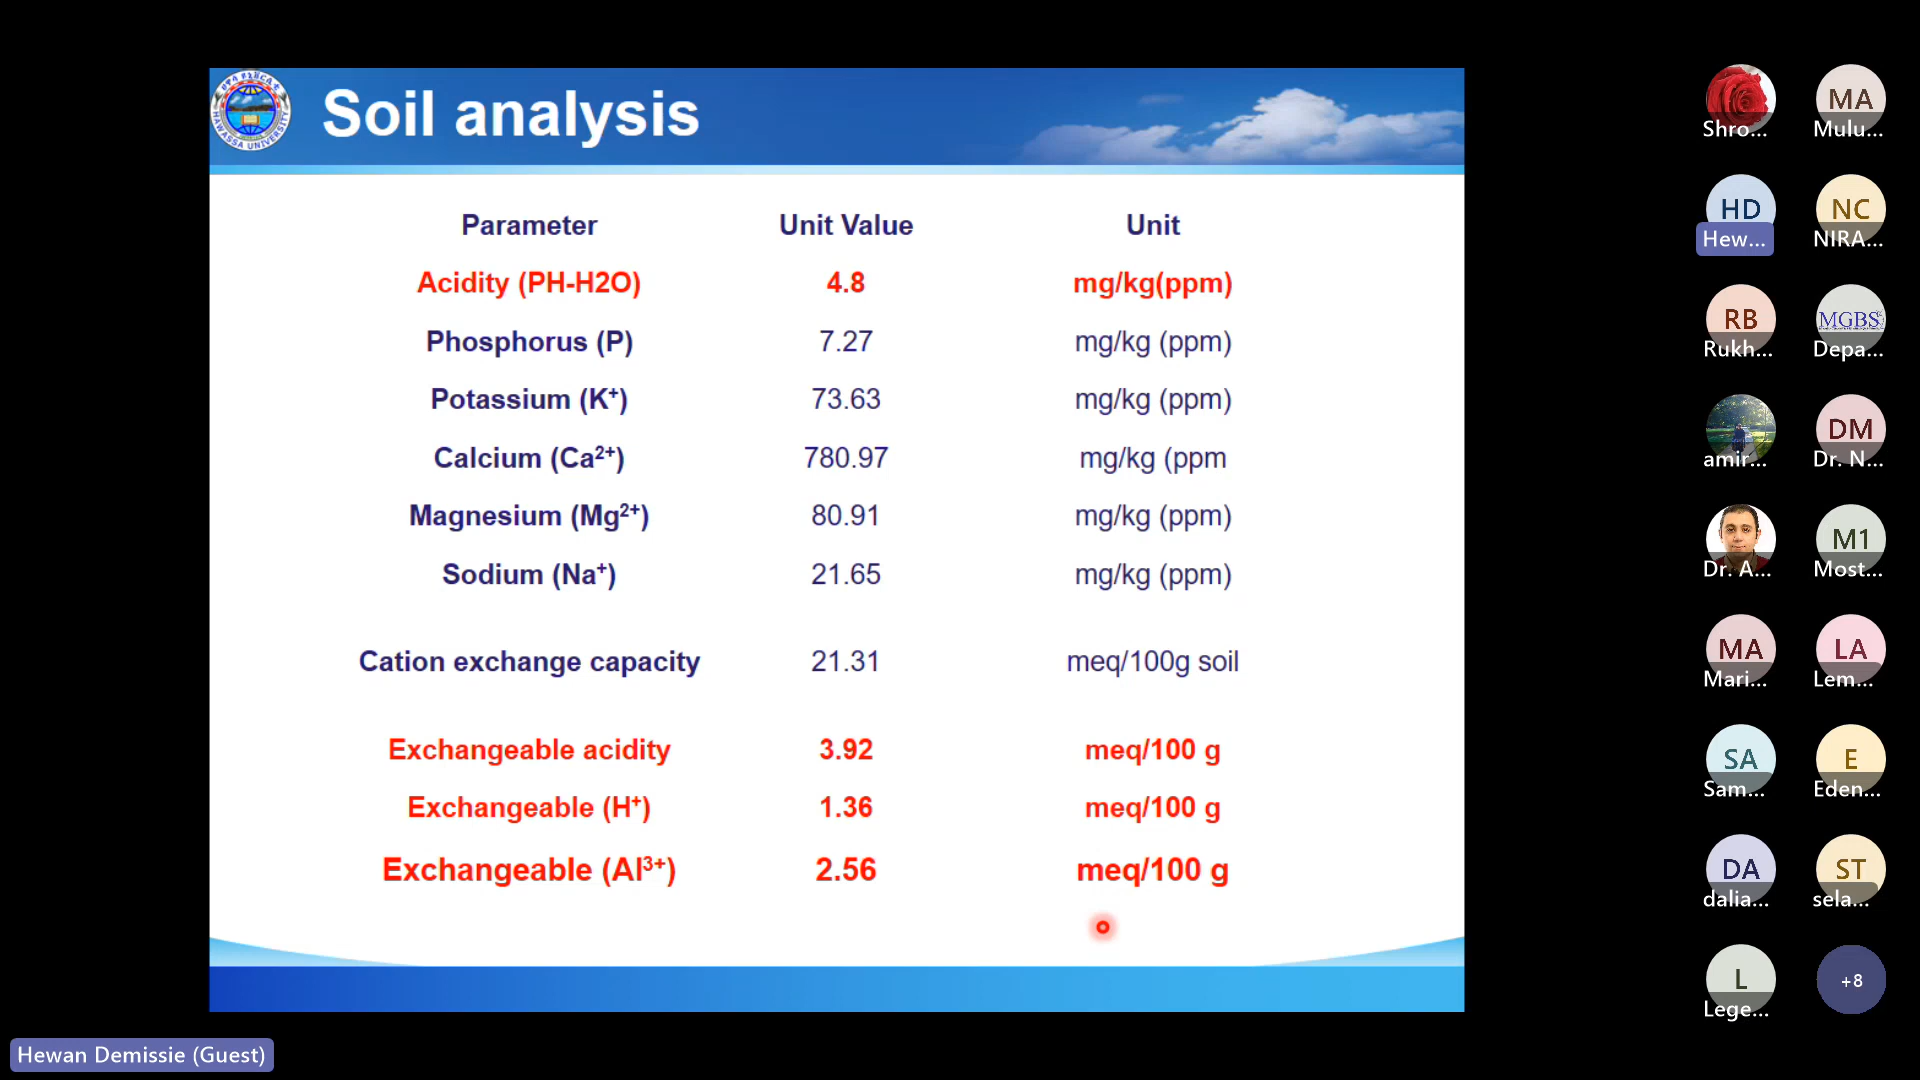 Soil analysis
HAWASSA UNIVERSITY
Parameter Unit Value Unit
Acidity (PH-H2O) 4.8 mg/kg(ppm)
Phosphorus (P) 7.27 mg/kg (ppm)
Potassium (K⁺) 73.63 mg/kg (ppm)
Calcium (Ca²⁺) 780.97 mg/kg (ppm
Magnesium (Mg²⁺) 80.91 mg/kg (ppm)
Sodium (Na⁺) 21.65 mg/kg (ppm)
Cation exchange capacity 21.31 meq/100g soil
Exchangeable acidity 3.92 meq/100 g
Exchangeable (H⁺) 1.36 meq/100 g
Exchangeable (Al³⁺) 2.56 meq/100 g
Shro...
MA
Mulu...
HD
Hew...
NC
NIRA...
RB
Rukh...
MGBS
Depa...
amir...
DM
Dr. N...
Dr. A...
M1
Most...
MA
Mari...
LA
Lem...
SA
Sam...
E
Eden...
DA
dalia...
ST
sela...
L
Lege...
+8
Hewan Demissie (Guest)